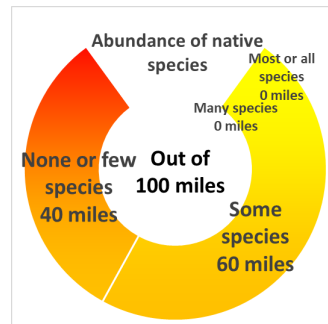 Abundance of native
species
Most or all
species
0 miles
Many species
0 miles
None or few
species
40 miles
Out of
100 miles
Some
species
60 miles